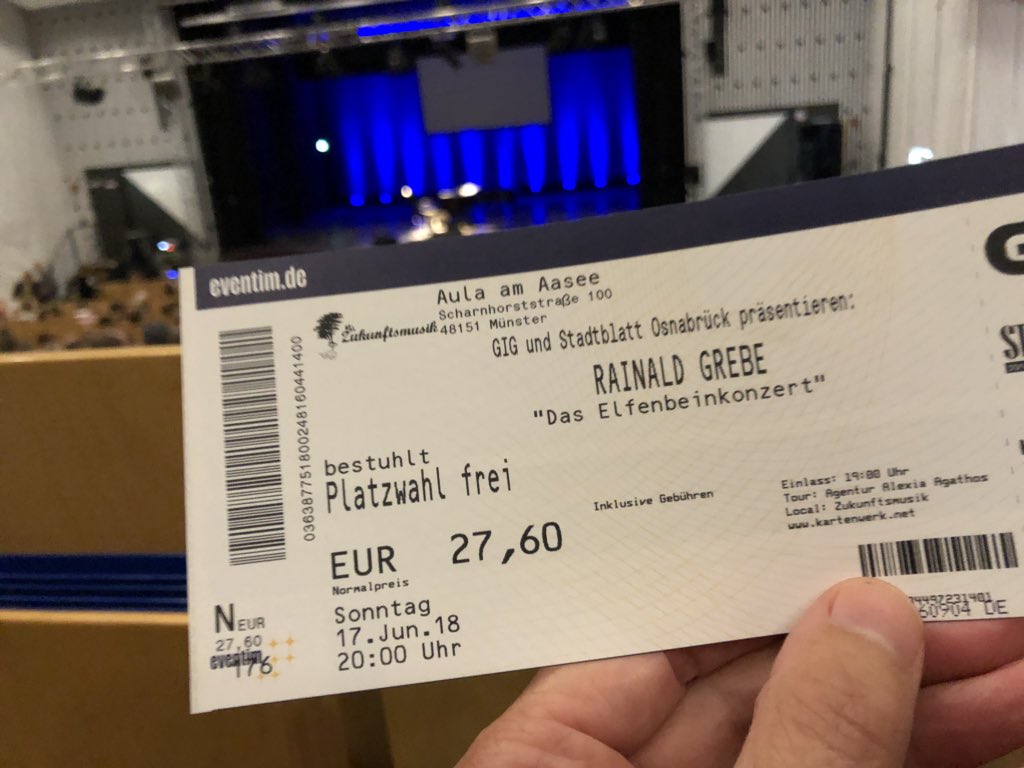 eventim.de
Aula am Aasee
Scharnhorststraße 100
48151 Münster
Zukunftsmusik
GIG und Stadtblatt Osnabrück präsentieren:
RAINALD GREBE
"Das Elfenbeinkonzert"
036387751800248160441400
bestuhlt
Platzwahl frei
Inklusive Gebühren
Einlass: 19:00 Uhr
Tour: Agentur Alexia Agathos
Local: Zukunftsmusik
www.kartenwerk.net
EUR 27,60
Normalpreis
Sonntag
17.Jun.18
20:00 Uhr
N EUR
27,60
eventim
176
DE